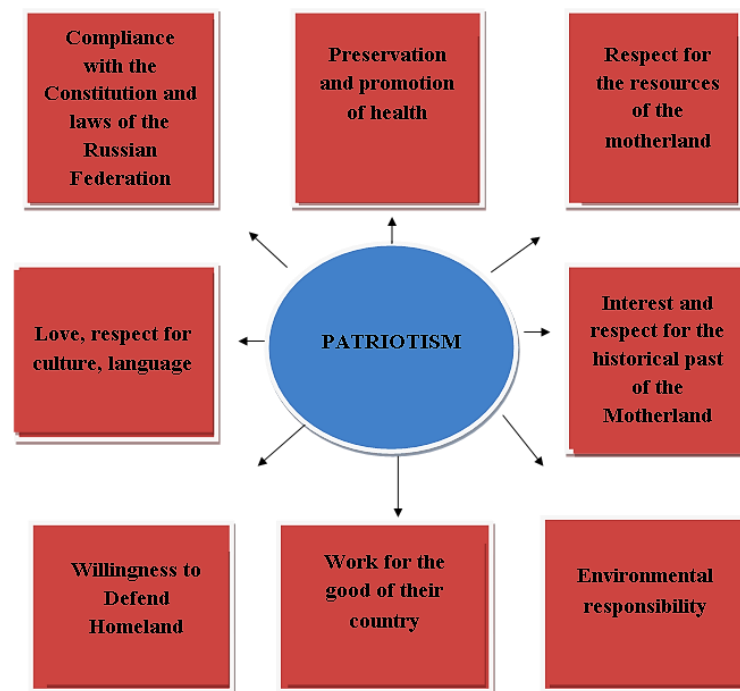 Compliance
with the
Constitution and
laws of the
Russian
Federation
Preservation
and promotion
of health
Respect for
the resources
of the
motherland
Love, respect for
culture, language
PATRIOTISM
Interest and
respect for the
historical past
of the
Motherland
Willingness to
Defend
Homeland
Work for the
good of their
country
Environmental
responsibility